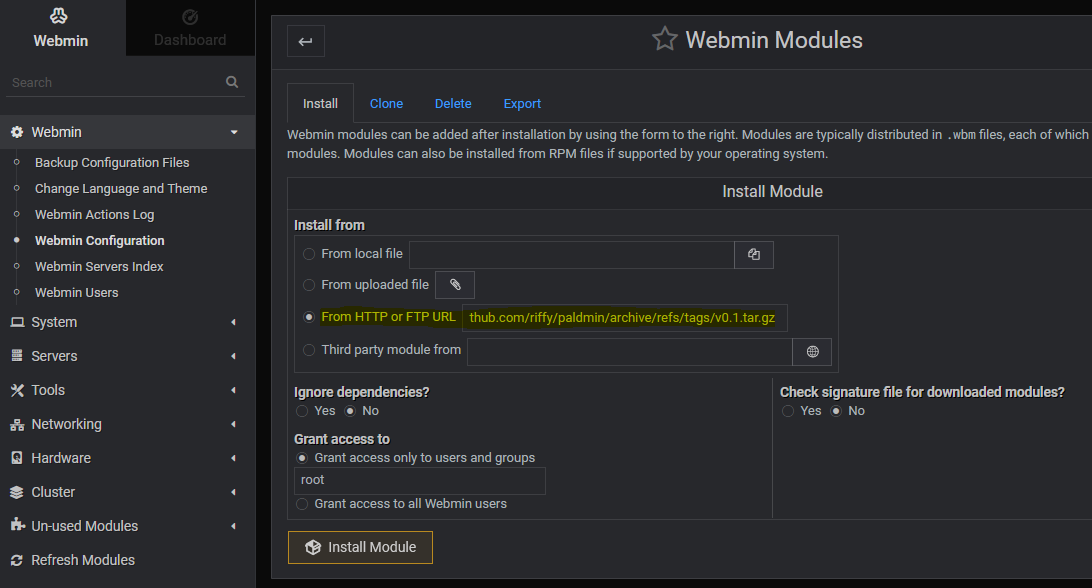 Webmin
Dashboard
Search
Webmin
Backup Configuration Files
Change Language and Theme
Webmin Actions Log
Webmin Configuration
Webmin Servers Index
Webmin Users
System
Servers
Tools
Networking
Hardware
Cluster
Un-used Modules
Refresh Modules
Webmin Modules
Install Clone Delete Export
Webmin modules can be added after installation by using the form to the right. Modules are typically distributed in .wbm files, each of which
modules. Modules can also be installed from RPM files if supported by your operating system.
Install Module
Install from
From local file
From uploaded file
From HTTP or FTP URL thub.com/riffy/paldmin/archive/refs/tags/v0.1.tar.gz
Third party module from
Ignore dependencies?
Yes No
Check signature file for downloaded modules?
Yes No
Grant access to
Grant access only to users and groups
root
Grant access to all Webmin users
Install Module